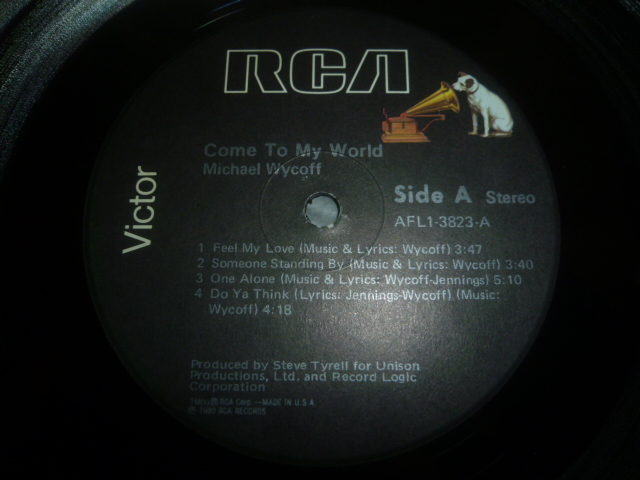 RCA
Come To My World
Michael Wycoff
Victor
Side A Stereo
AFL1-3823-A
1 Feel My Love (Music & Lyrics: Wycoff) 3:47
2 Someone Standing By (Music & Lyrics: Wycoff) 3:40
3 One Alone (Music & Lyrics: Wycoff-Jennings) 5:10
4 Do Ya Think (Lyrics: Jennings-Wycoff) (Music:
Wycoff) 4:18
Produced by Steve Tyrell for Unison
Productions, Ltd. and Record Logic
Corporation
RCA Corp.—MADE IN U.S.A.
℗ 1980 RCA RECORDS